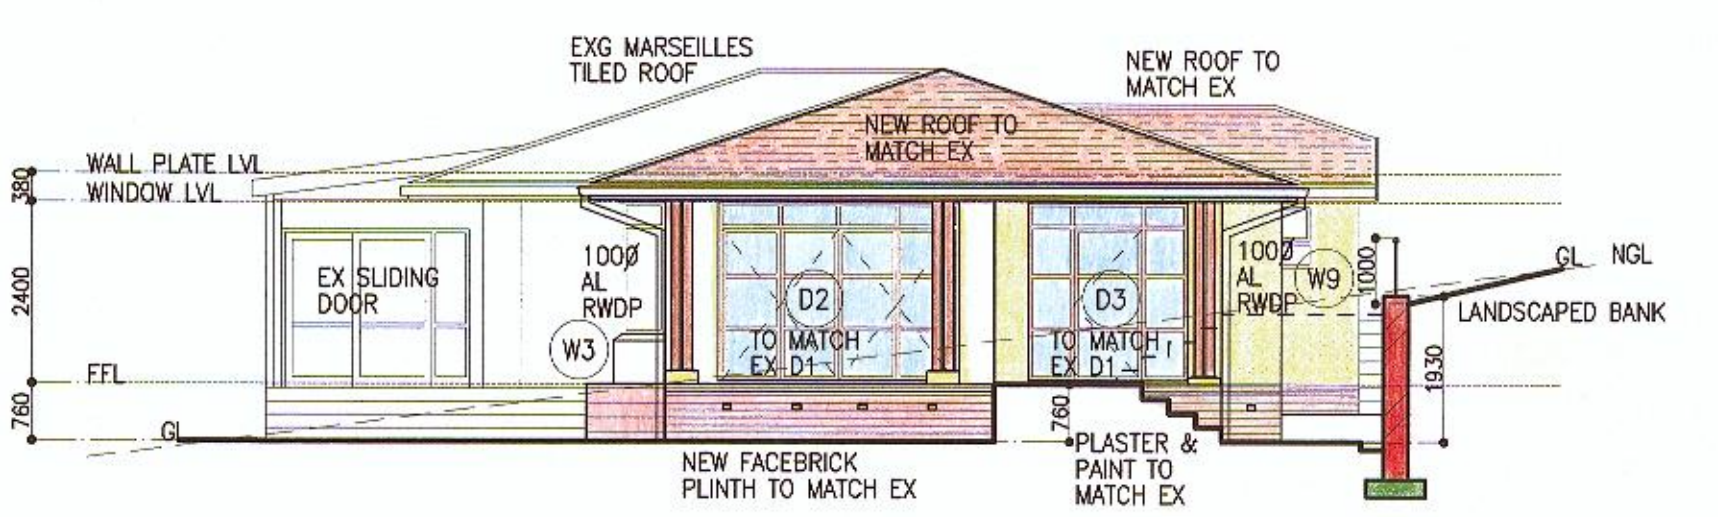 EXG MARSEILLES
TILED ROOF
NEW ROOF TO
MATCH EX
NEW ROOF TO
MATCH EX
WALL PLATE LVL
WINDOW LVL
380
2400
760
FFL
GL
EX SLIDING
DOOR
100Ø
AL
RWDP
W3
D2
TO MATCH
EX D1
D3
TO MATCH
EX D1
100Ø
AL
RWDP
W9
1000
GL
NGL
LANDSCAPED BANK
1930
760
NEW FACEBRICK
PLINTH TO MATCH EX
PLASTER &
PAINT TO
MATCH EX